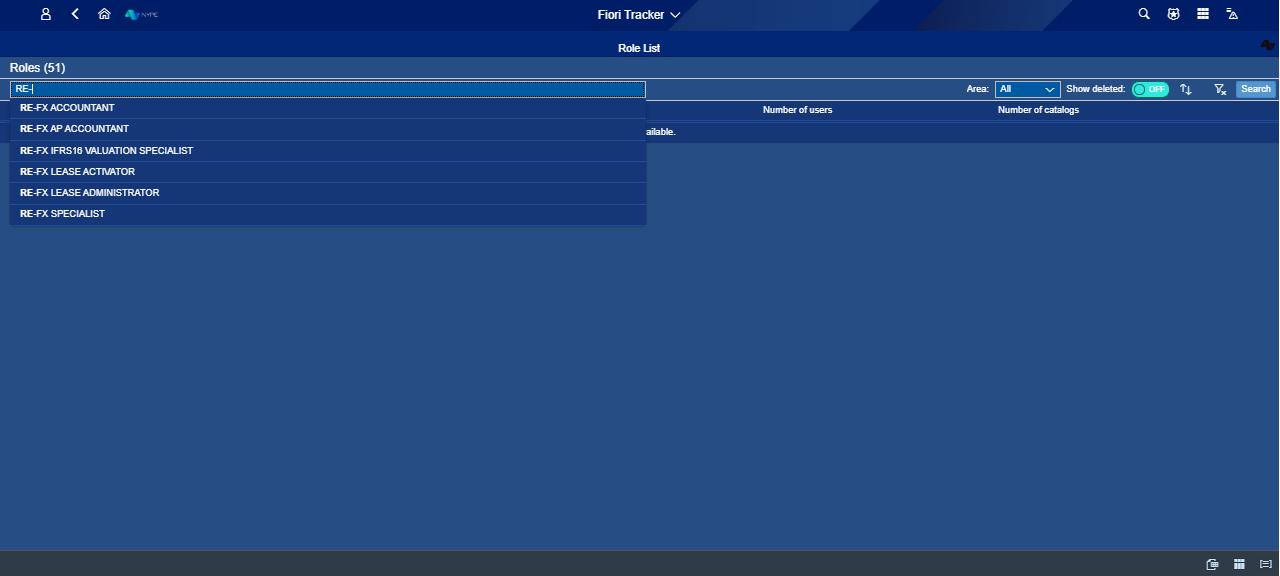 NYPE
Fiori Tracker
Role List
Roles (51)
RE-
Area: All Show deleted: OFF Search
RE-FX ACCOUNTANT
Number of users Number of catalogs
RE-FX AP ACCOUNTANT
ailable.
RE-FX IFRS16 VALUATION SPECIALIST
RE-FX LEASE ACTIVATOR
RE-FX LEASE ADMINISTRATOR
RE-FX SPECIALIST